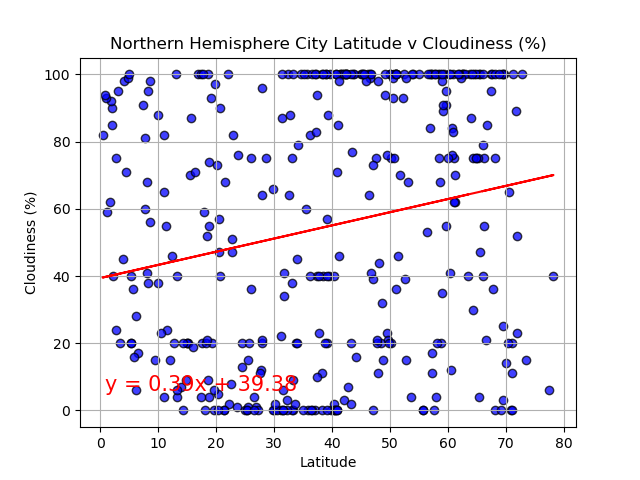 Northern Hemisphere City Latitude v Cloudiness (%)
100
80
60
40
20
0
Cloudiness (%)
y = 0.39x + 39.38
0 10 20 30 40 50 60 70 80
Latitude